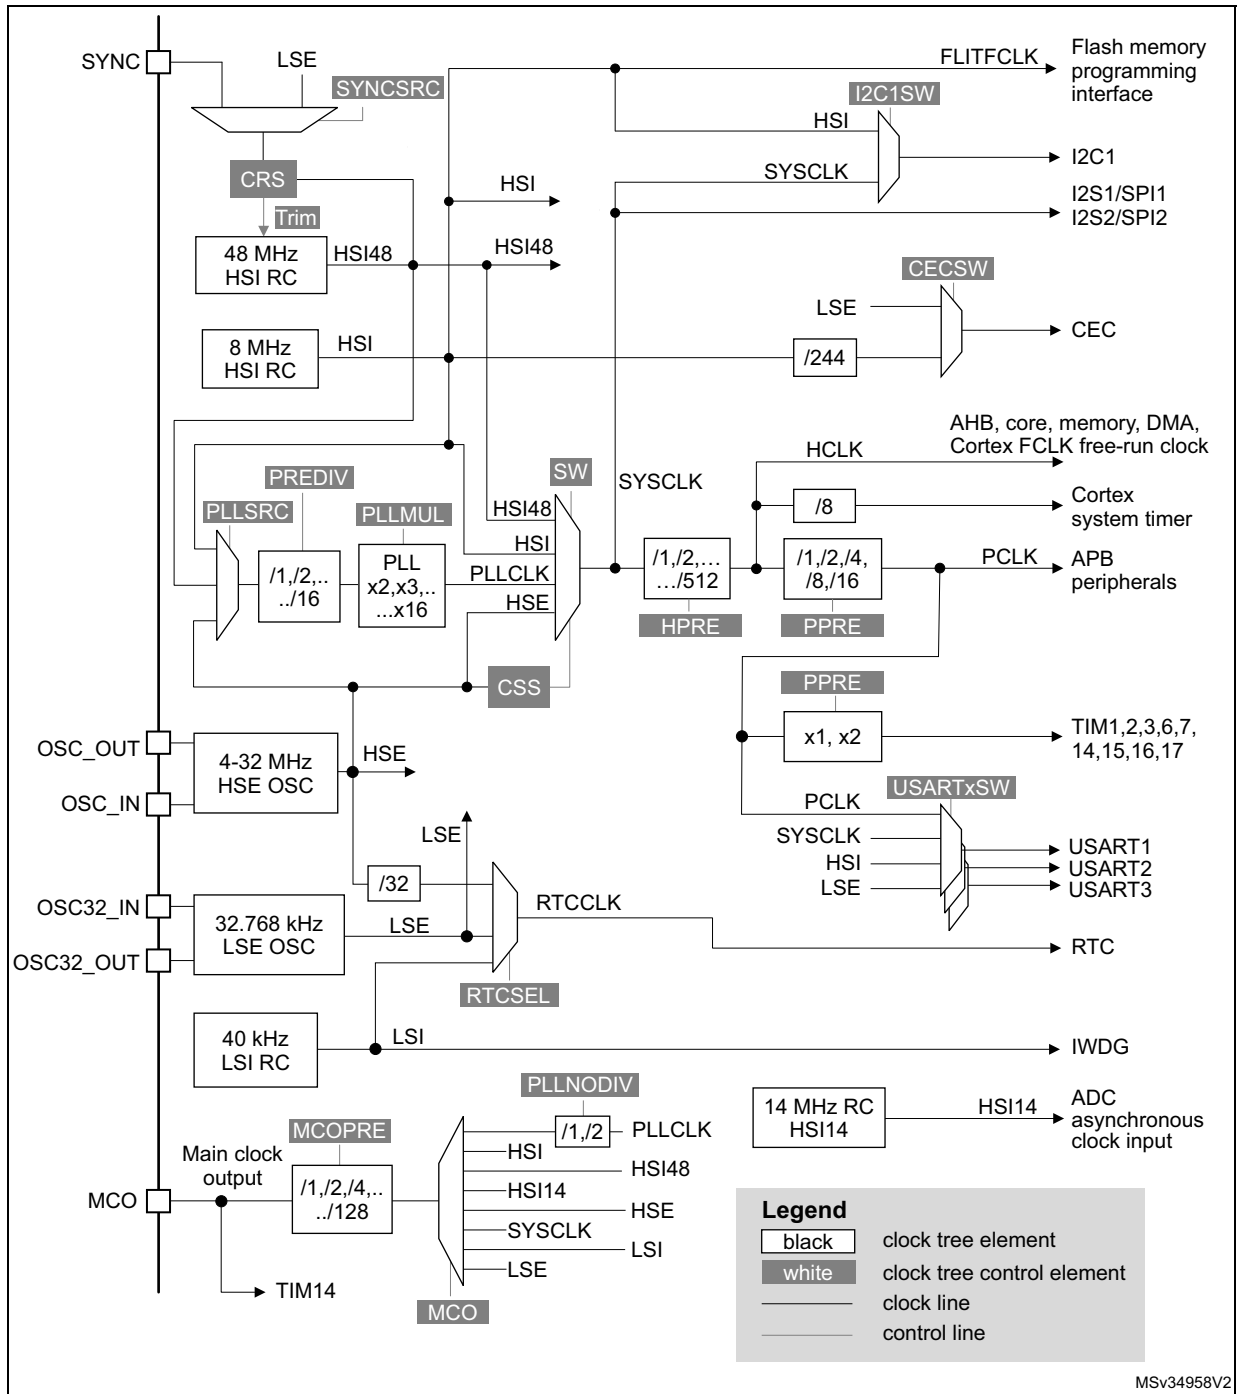 SYNC
LSE
SYNCSRC
CRS
Trim
48 MHz
HSI RC
HSI48
HSI48
HSI
8 MHz
HSI RC
HSI
FLITFCLK
Flash memory
programming
interface
I2C1SW
HSI
SYSCLK
I2C1
I2S1/SPI1
I2S2/SPI2
CECSW
LSE
/244
CEC
AHB, core, memory, DMA,
Cortex FCLK free-run clock
HCLK
/8
Cortex
system timer
PLLSRC
PREDIV
/1,/2,..
../16
PLLMUL
PLL
x2,x3,..
...x16
SW
HSI48
HSI
PLLCLK
HSE
SYSCLK
/1,/2,…
…/512
HPRE
/1,/2,/4,
/8,/16
PPRE
PCLK
APB
peripherals
CSS
PPRE
x1, x2
TIM1,2,3,6,7,
14,15,16,17
OSC_OUT
OSC_IN
4-32 MHz
HSE OSC
HSE
USARTxSW
PCLK
SYSCLK
HSI
LSE
USART1
USART2
USART3
LSE
/32
OSC32_IN
OSC32_OUT
32.768 kHz
LSE OSC
LSE
RTCCLK
RTCSEL
RTC
40 kHz
LSI RC
LSI
IWDG
14 MHz RC
HSI14
HSI14
ADC
asynchronous
clock input
PLLNODIV
/1,/2
PLLCLK
HSI
HSI48
HSI14
HSE
SYSCLK
LSI
LSE
MCO
MCOPRE
/1,/2,/4,..
../128
Main clock
output
MCO
TIM14
Legend
black
clock tree element
white
clock tree control element
clock line
control line
MSv34958V2